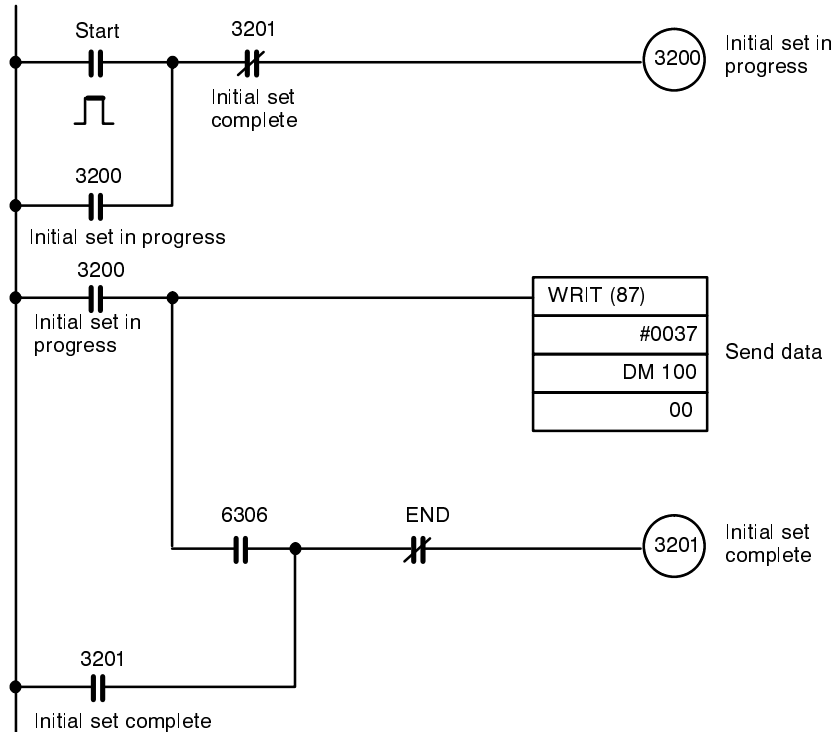 Start
3201
3200
Initial set in
progress
Initial set
complete
3200
Initial set in progress
3200
Initial set in
progress
WRIT (87)
#0037
DM 100
00
Send data
6306
END
3201
Initial set
complete
3201
Initial set complete